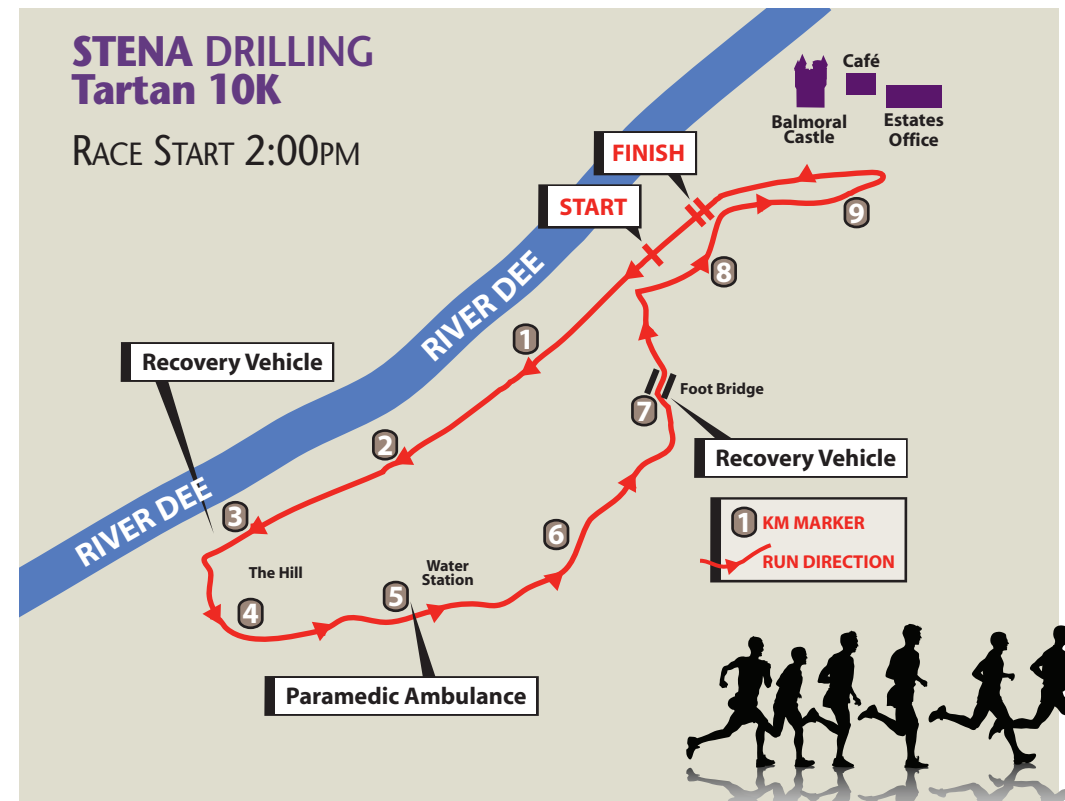 STENA DRILLING
Tartan 10K
RACE START 2:00PM
Café
Balmoral
Castle
Estates
Office
FINISH
START
9
8
RIVER DEE
1
Recovery Vehicle
Foot Bridge
7
2
Recovery Vehicle
RIVER DEE
3
6
1 KM MARKER
RUN DIRECTION
The Hill
Water
Station
5
4
Paramedic Ambulance